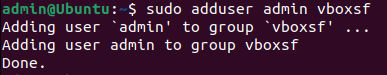 admin@Ubuntu:~$ sudo adduser admin vboxsf
Adding user `admin' to group `vboxsf' ...
Adding user admin to group vboxsf
Done.